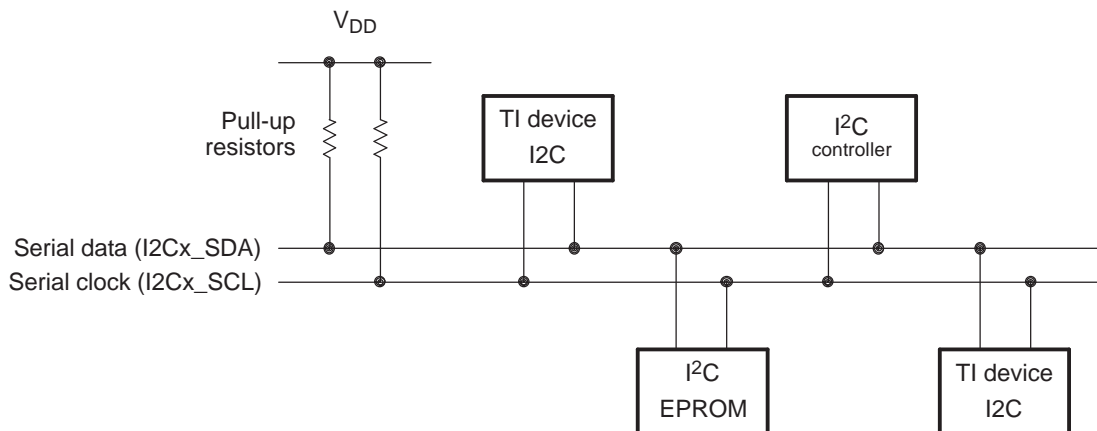 V_DD
Pull-up
resistors
TI device
I2C
I²C
controller
Serial data (I2Cx_SDA)
Serial clock (I2Cx_SCL)
I²C
EPROM
TI device
I2C